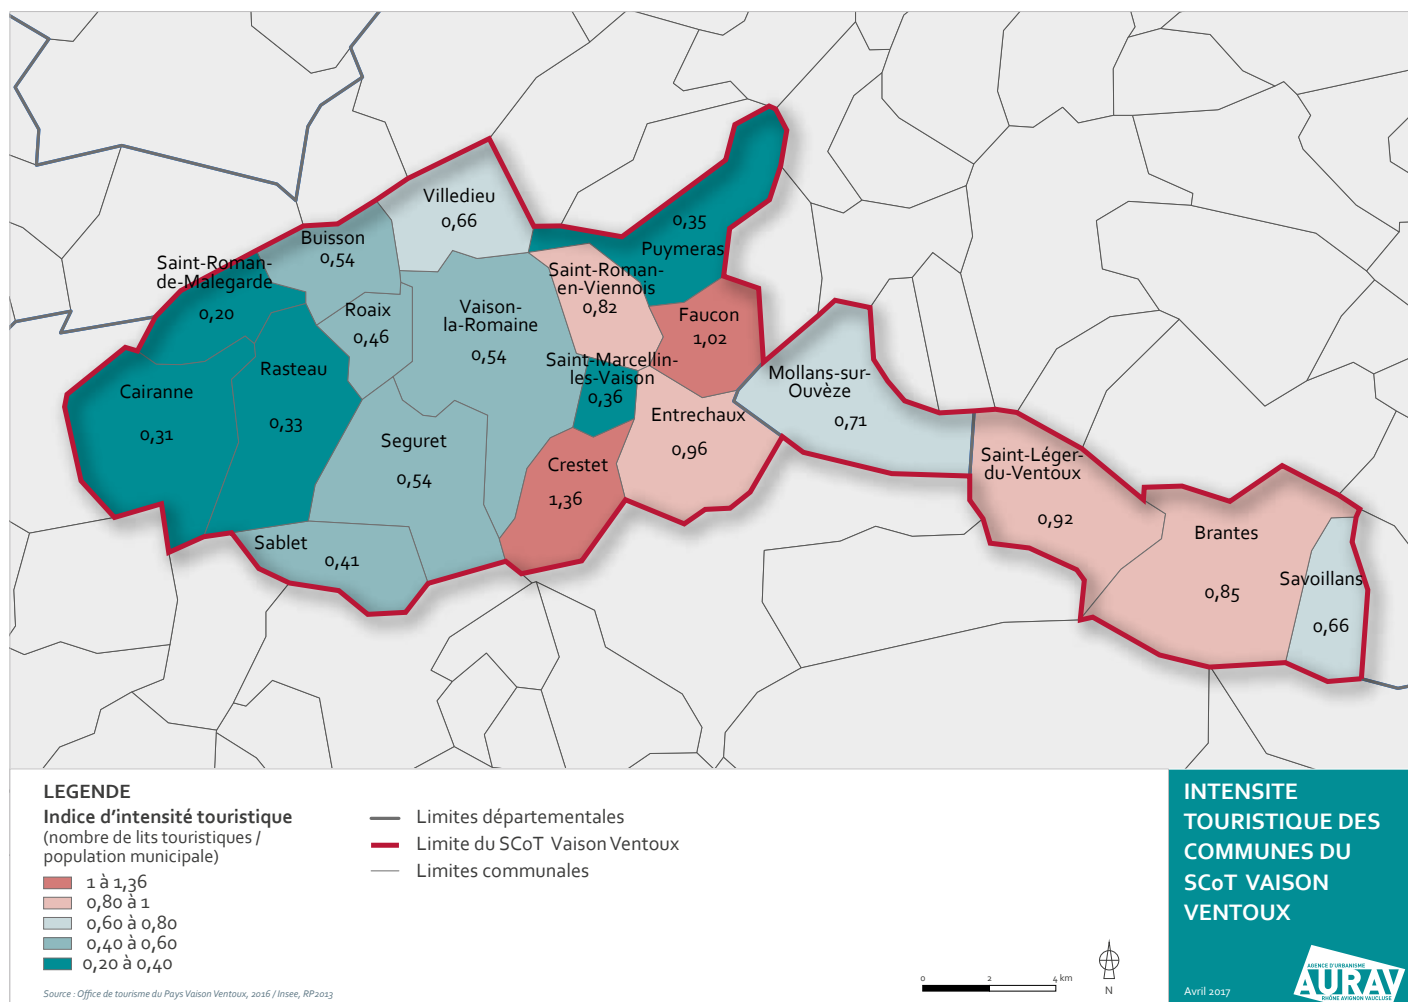 Villedieu
0,66
0,35
Puymeras
Buisson
0,54
Saint-Roman-
de-Malegarde
0,20
Saint-Roman-
en-Viennois
0,82
Roaix
0,46
Vaison-
la-Romaine
0,54
Faucon
1,02
Rasteau
0,33
Saint-Marcellin-
les-Vaison
0,36
Mollans-sur-
Ouvèze
0,71
Cairanne
0,31
Entrechaux
0,96
Seguret
0,54
Crestet
1,36
Saint-Léger-
du-Ventoux
0,92
Brantes
0,85
Savoillans
0,66
Sablet
0,41
LEGENDE
Indice d'intensité touristique
(nombre de lits touristiques /
population municipale)
1 à 1,36
0,80 à 1
0,60 à 0,80
0,40 à 0,60
0,20 à 0,40
Source : Office de tourisme du Pays Vaison Ventoux, 2016 / Insee, RP2013
Limites départementales
Limite du SCoT Vaison Ventoux
Limites communales
0 2 4 km
N
INTENSITE
TOURISTIQUE DES
COMMUNES DU
SCoT VAISON
VENTOUX
Avril 2017
AGENCE D'URBANISME
AURAV
RHÔNE AVIGNON VAUCLUSE